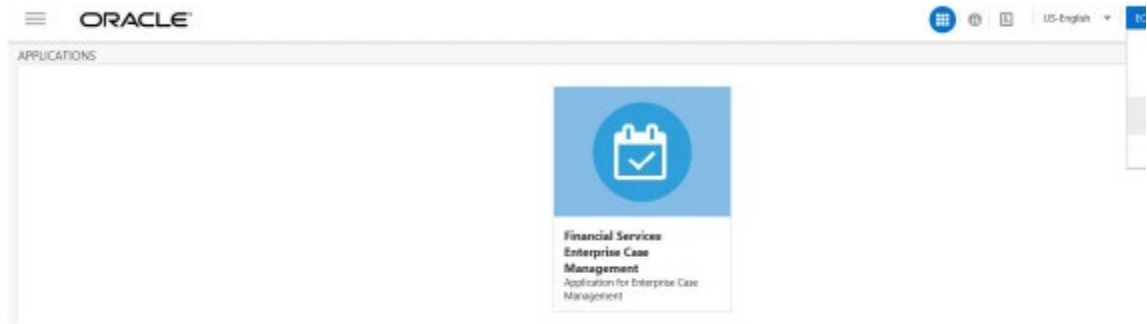 ORACLE
US-English
APPLICATIONS
Financial Services
Enterprise Case
Management
Application for Enterprise Case
Management